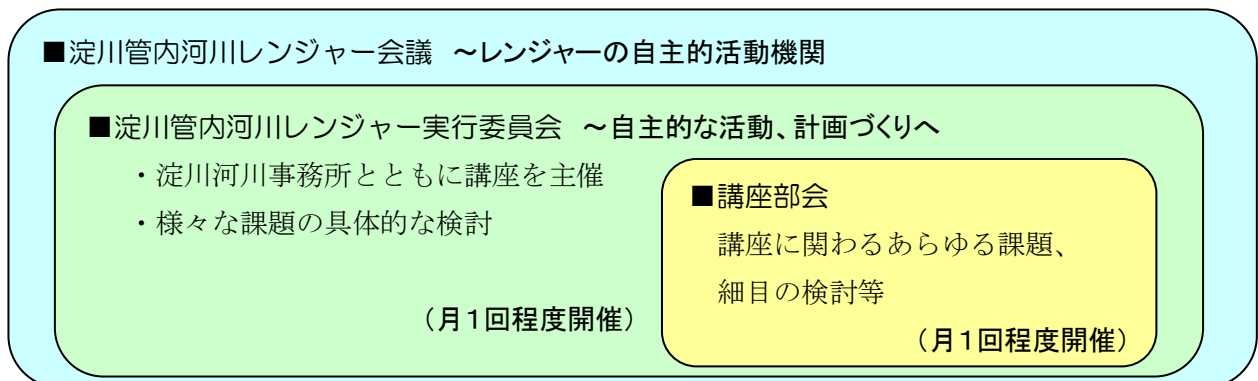 ■淀川管内河川レンジャー会議 ～レンジャーの自主的活動機関
■淀川管内河川レンジャー実行委員会 ～自主的な活動、計画づくりへ
・淀川河川事務所とともに講座を主催
・様々な課題の具体的な検討
（月１回程度開催）
■講座部会
講座に関わるあらゆる課題、
細目の検討等
（月１回程度開催）